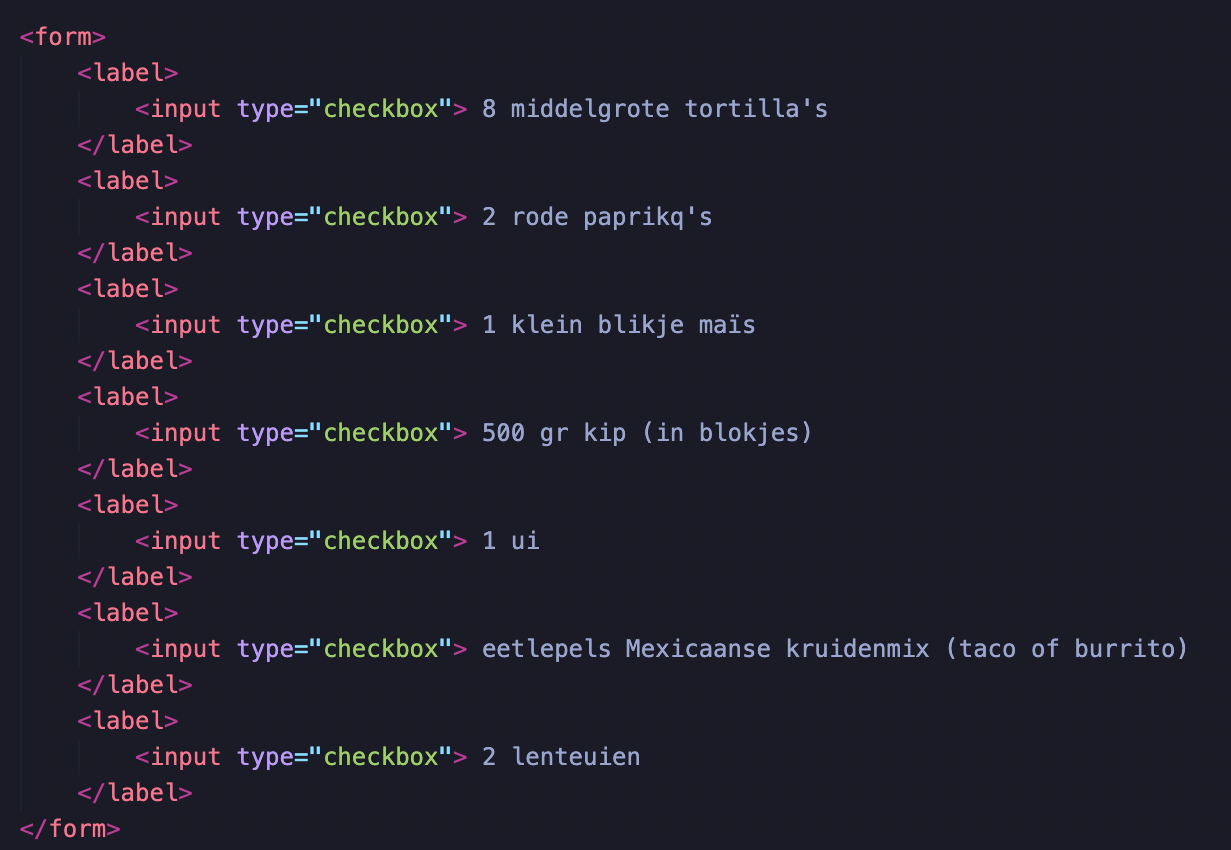 <form>
<label>
<input type="checkbox"> 8 middelgrote tortilla's
</label>
<label>
<input type="checkbox"> 2 rode paprikq's
</label>
<label>
<input type="checkbox"> 1 klein blikje maïs
</label>
<label>
<input type="checkbox"> 500 gr kip (in blokjes)
</label>
<label>
<input type="checkbox"> 1 ui
</label>
<label>
<input type="checkbox"> eetlepels Mexicaanse kruidenmix (taco of burrito)
</label>
<label>
<input type="checkbox"> 2 lenteuien
</label>
</form>